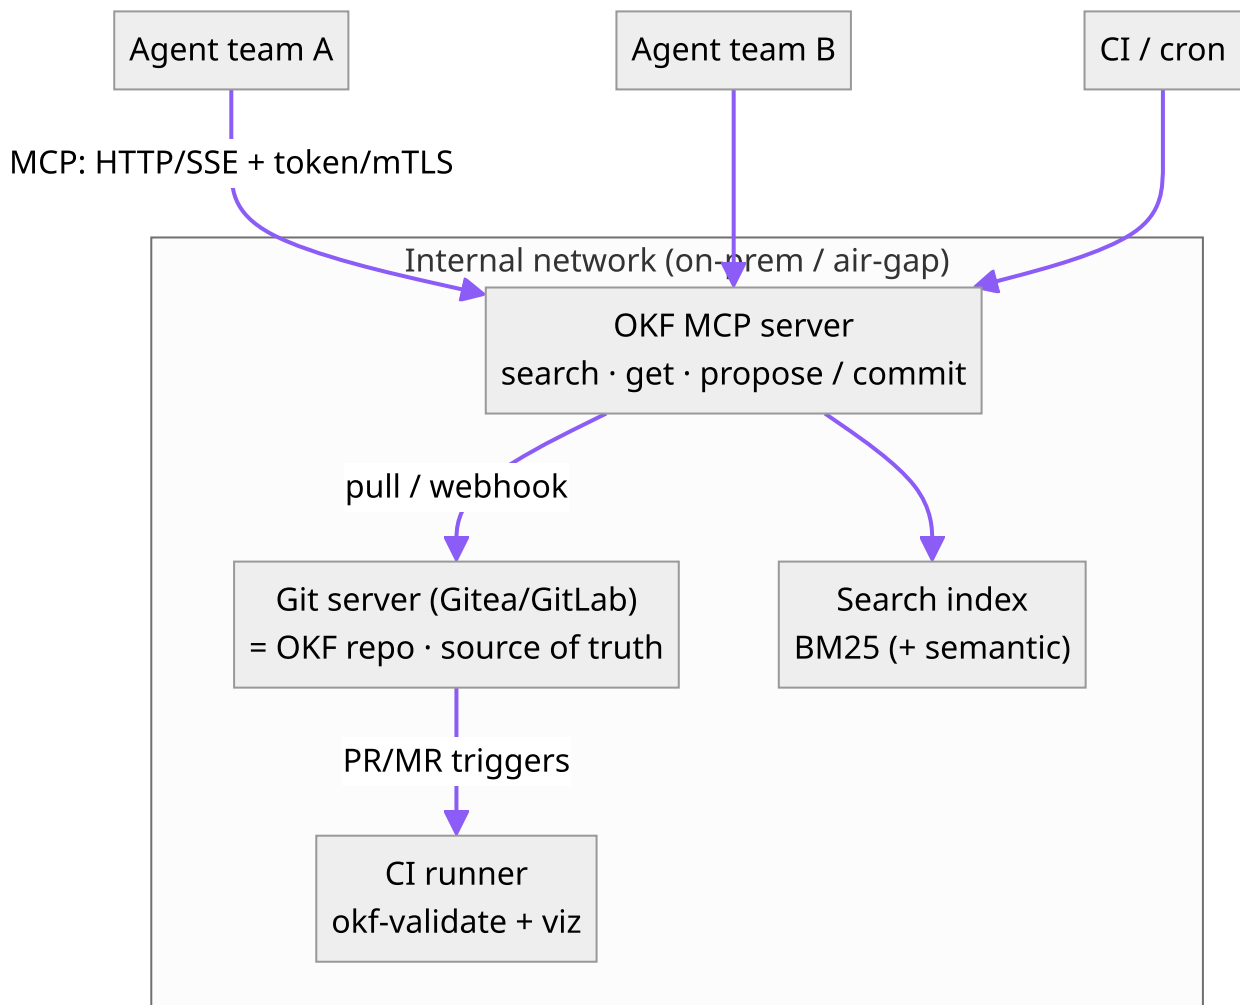 Agent team A
Agent team B
CI / cron
MCP: HTTP/SSE + token/mTLS
Internal network (on-prem / air-gap)
OKF MCP server
search · get · propose / commit
pull / webhook
Git server (Gitea/GitLab)
= OKF repo · source of truth
Search index
BM25 (+ semantic)
PR/MR triggers
CI runner
okf-validate + viz